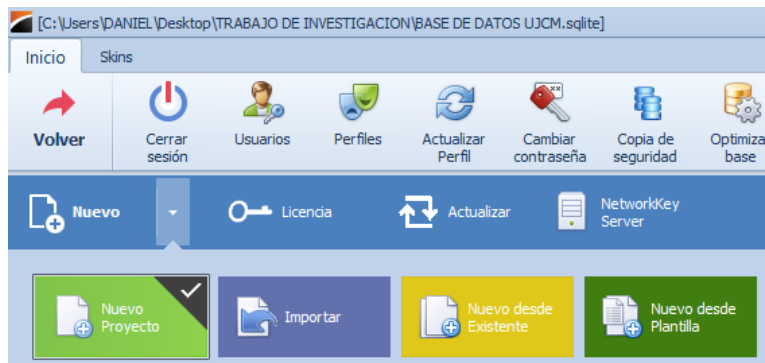 [C:\Users\DANIEL\Desktop\TRABAJO DE INVESTIGACION\BASE DE DATOS UJCM.sqlite]
Inicio Skins
Volver Cerrar Usuarios Perfiles Actualizar Cambiar Copia de Optimiza
sesión Perfil contraseña seguridad base
Nuevo Licencia Actualizar NetworkKey
Server
Nuevo Importar Nuevo desde Nuevo desde
Proyecto Existente Plantilla